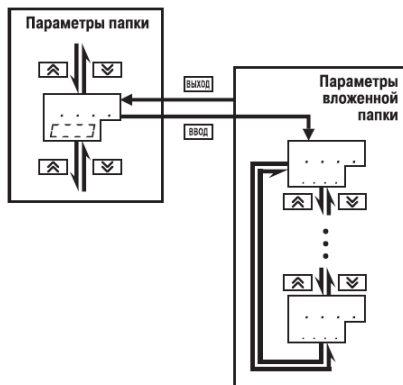 Параметры папки
ВЫХОД
ВВОД
Параметры
вложенной
папки